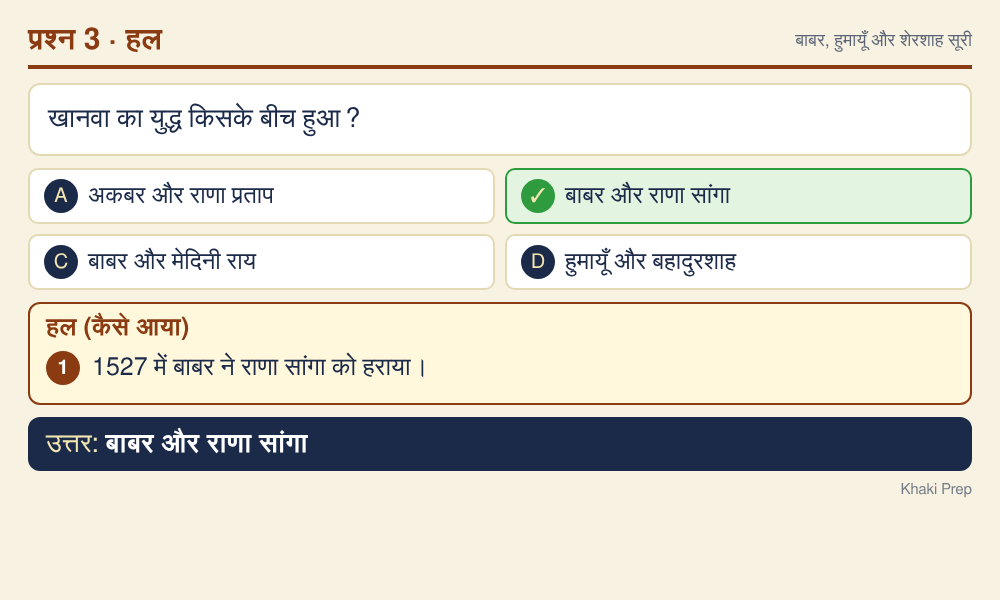 प्रश्न 3 · हल
बाबर, हुमायूँ और शेरशाह सूरी
खानवा का युद्ध किसके बीच हुआ ?
A अकबर और राणा प्रताप
✓ बाबर और राणा सांगा
C बाबर और मेदिनी राय
D हुमायूँ और बहादुरशाह
हल (कैसे आया)
1 1527 में बाबर ने राणा सांगा को हराया।
उत्तर: बाबर और राणा सांगा
Khaki Prep